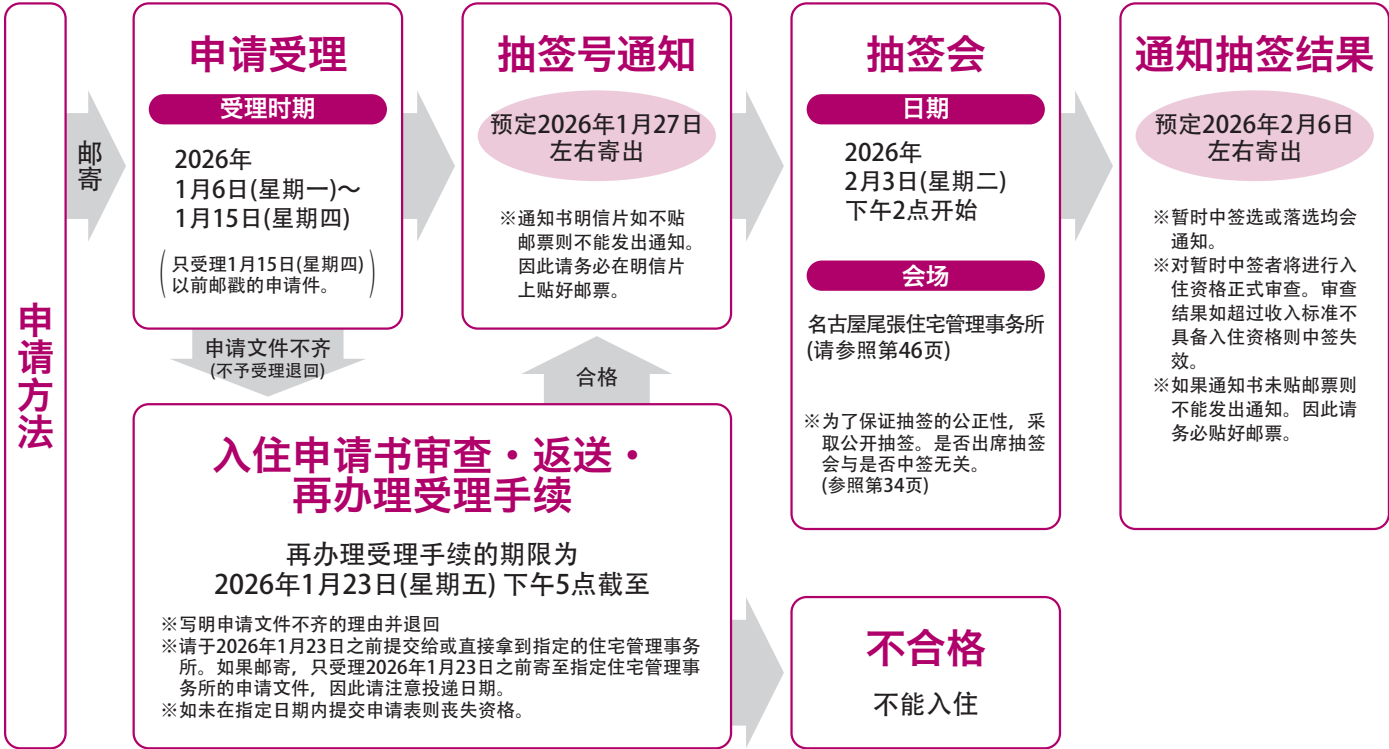 申请方法
邮寄
申请受理
受理时期
2026年
1月6日(星期一)～
1月15日(星期四)
(只受理1月15日(星期四)
以前邮戳的申请件。)
申请文件不齐
(不予受理退回)
抽签号通知
预定2026年1月27日
左右寄出
※通知书明信片如不贴
邮票则不能发出通知。
因此请务必在明信片
上贴好邮票。
合格
抽签会
日期
2026年
2月3日(星期二)
下午2点开始
会场
名古屋尾張住宅管理事务所
(请参照第46页)
※为了保证抽签的公正性，采
取公开抽签。是否出席抽签
会与是否中签无关。
(参照第34页)
通知抽签结果
预定2026年2月6日
左右寄出
※暂时中签选或落选均会
通知。
※对暂时中签者将进行入
住资格正式审查。审查
结果如超过收入标准不
具备入住资格则中签失
效。
※如果通知书未贴邮票则
不能发出通知。因此请
务必贴好邮票。
入住申请书审查・返送・
再办理受理手续
再办理受理手续的期限为
2026年1月23日(星期五) 下午5点截至
※写明申请文件不齐的理由并退回
※请于2026年1月23日之前提交给或直接拿到指定的住宅管理事务
所。如果邮寄，只受理2026年1月23日之前寄至指定住宅管理事
务所的申请文件，因此请注意投递日期。
※如未在指定日期内提交申请表则丧失资格。
不合格
不能入住